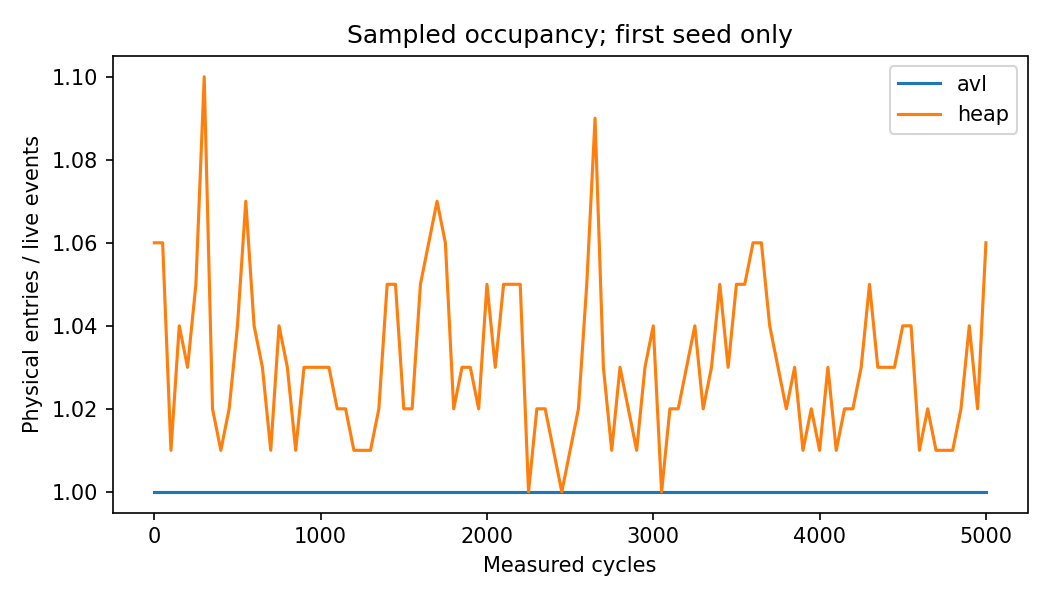 Sampled occupancy; first seed only
Physical entries / live events
1.10
1.08
1.06
1.04
1.02
1.00
avl
heap
0 1000 2000 3000 4000 5000
Measured cycles